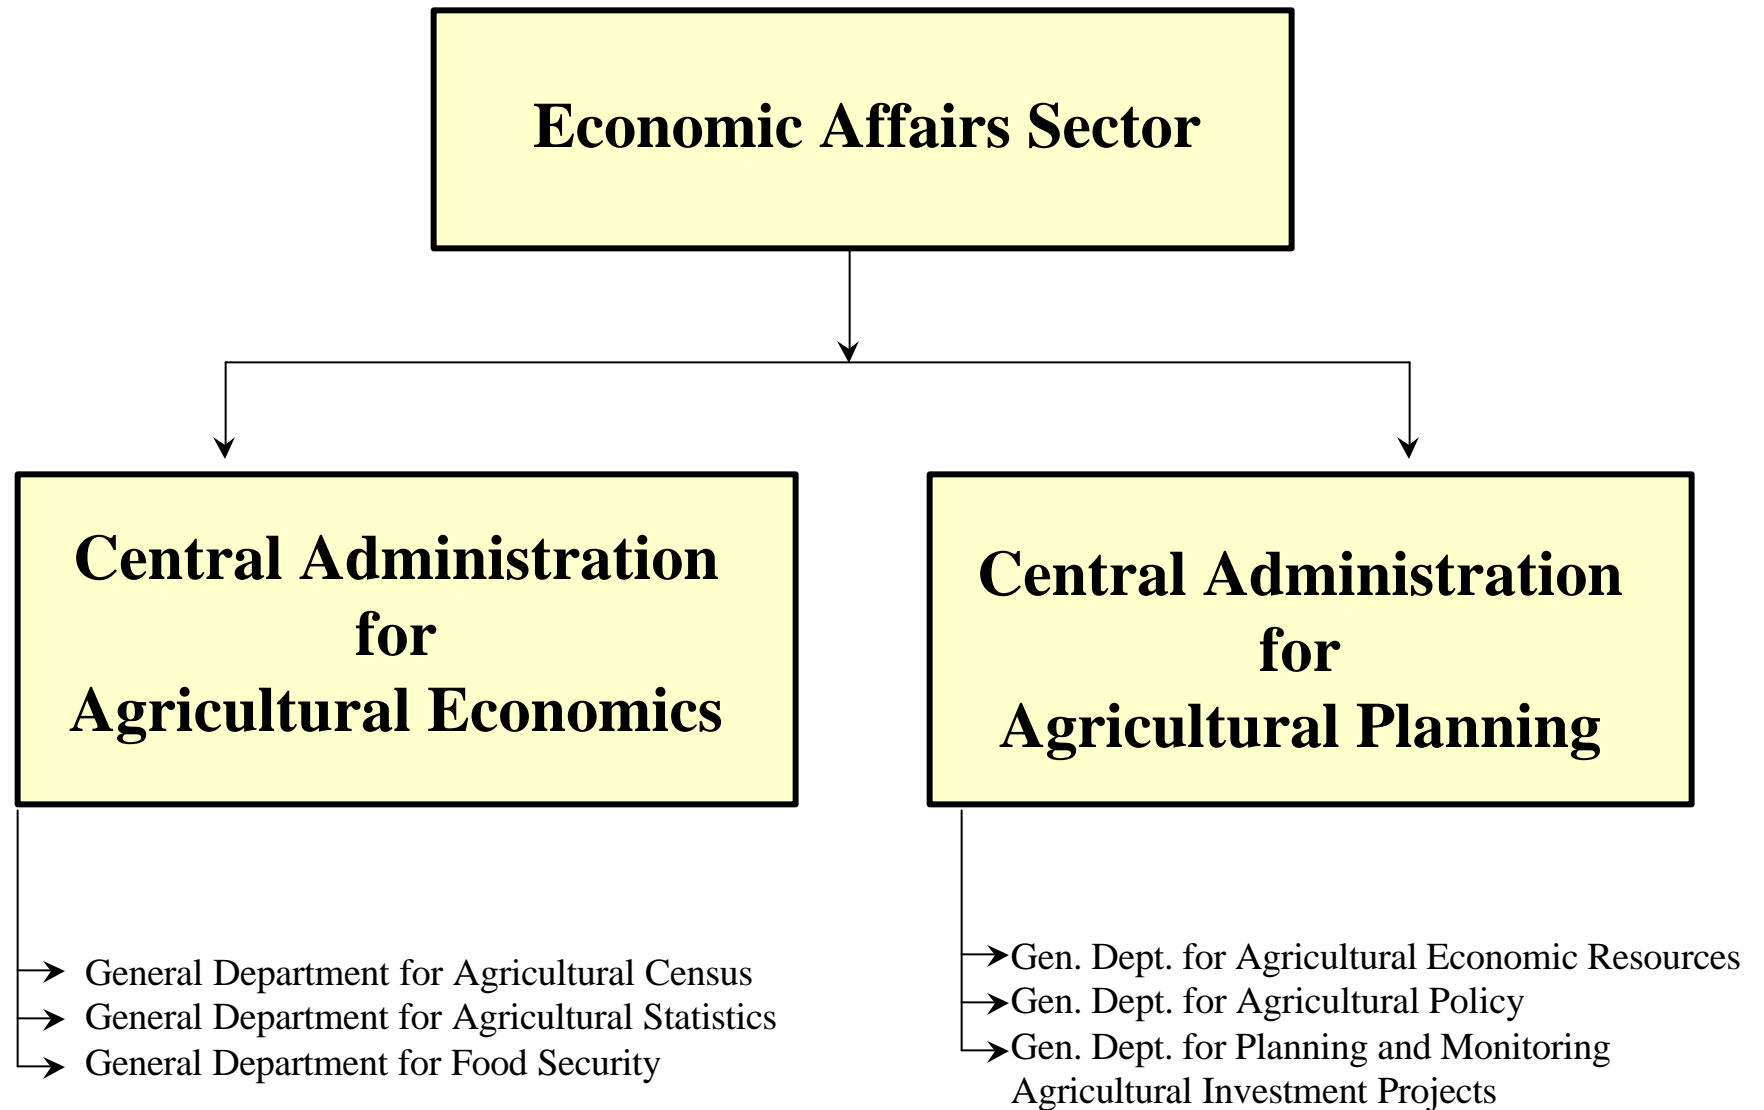 Economic Affairs Sector
Central Administration
for
Agricultural Economics
Central Administration
for
Agricultural Planning
General Department for Agricultural Census
General Department for Agricultural Statistics
General Department for Food Security
Gen. Dept. for Agricultural Economic Resources
Gen. Dept. for Agricultural Policy
Gen. Dept. for Planning and Monitoring
Agricultural Investment Projects